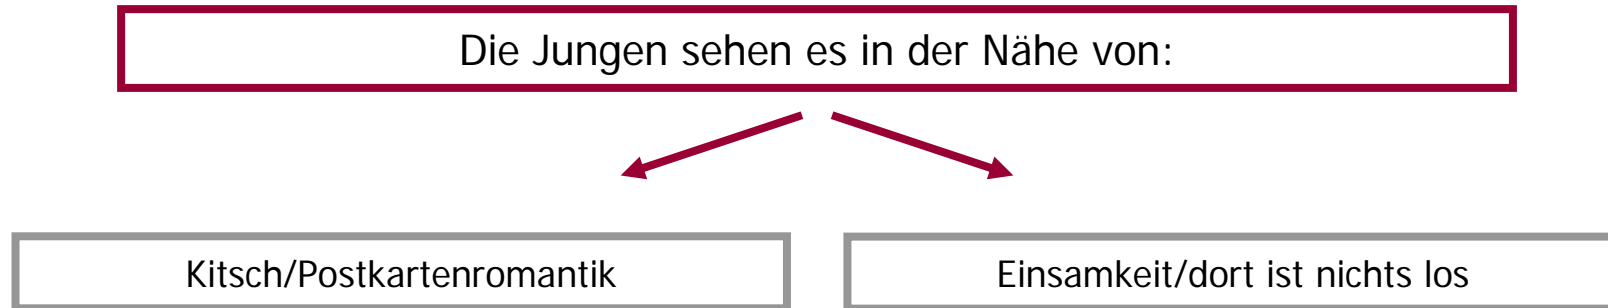 Die Jungen sehen es in der Nähe von:
Kitsch/Postkartenromantik
Einsamkeit/dort ist nichts los